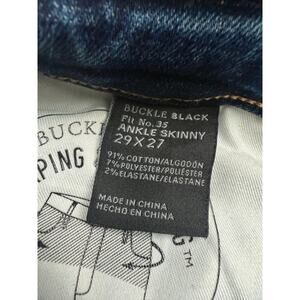 BUCKLE BLACK
Fit No. 35
ANKLE SKINNY
29 X 27
91% COTTON/ALGODÓN
7% POLYESTER/POLIÉSTER
2% ELASTANE/ELASTANE
MADE IN CHINA
HECHO EN CHINA
BUCK
PING
G™